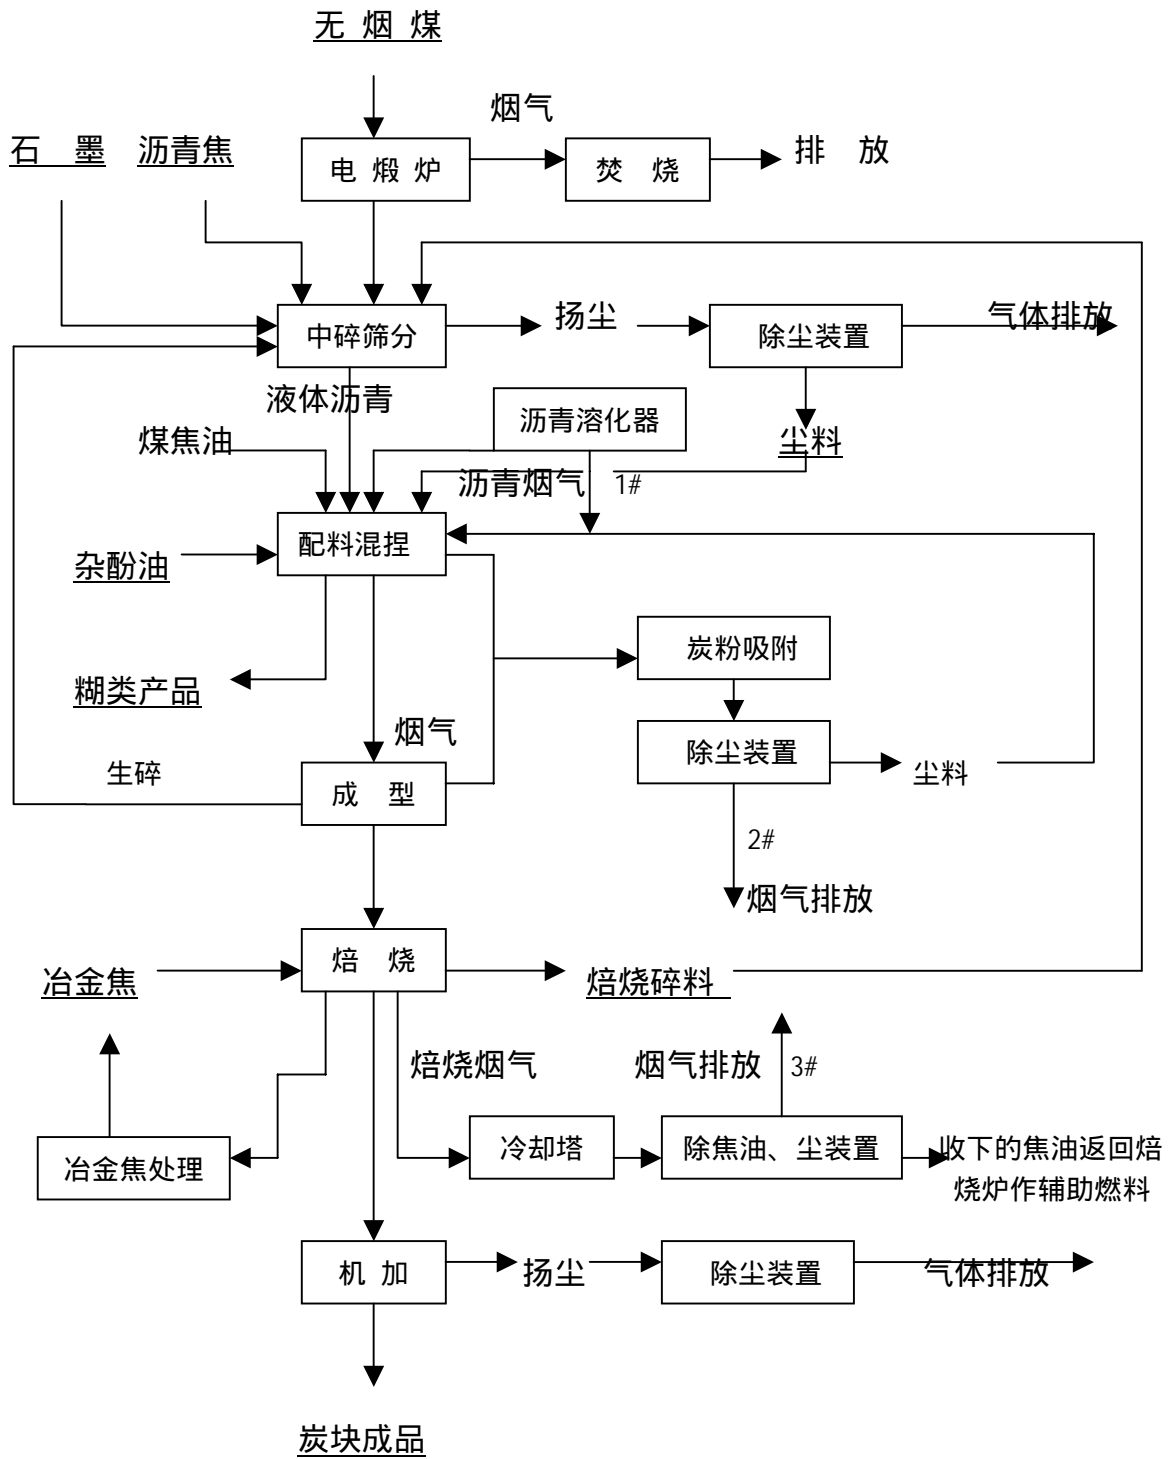 无 烟 煤
烟气
石 墨
沥青焦
电 煅 炉
焚 烧
排 放
扬尘
气体排放
中碎筛分
除尘装置
液体沥青
沥青溶化器
煤焦油
尘料
沥青烟气
1#
配料混捏
杂酚油
炭粉吸附
糊类产品
烟气
除尘装置
生碎
尘料
成 型
2#
烟气排放
焙 烧
冶金焦
焙烧碎料
焙烧烟气
烟气排放
3#
冷却塔
除焦油、尘装置
收下的焦油返回焙
烧炉作辅助燃料
冶金焦处理
机 加
扬尘
除尘装置
气体排放
炭块成品